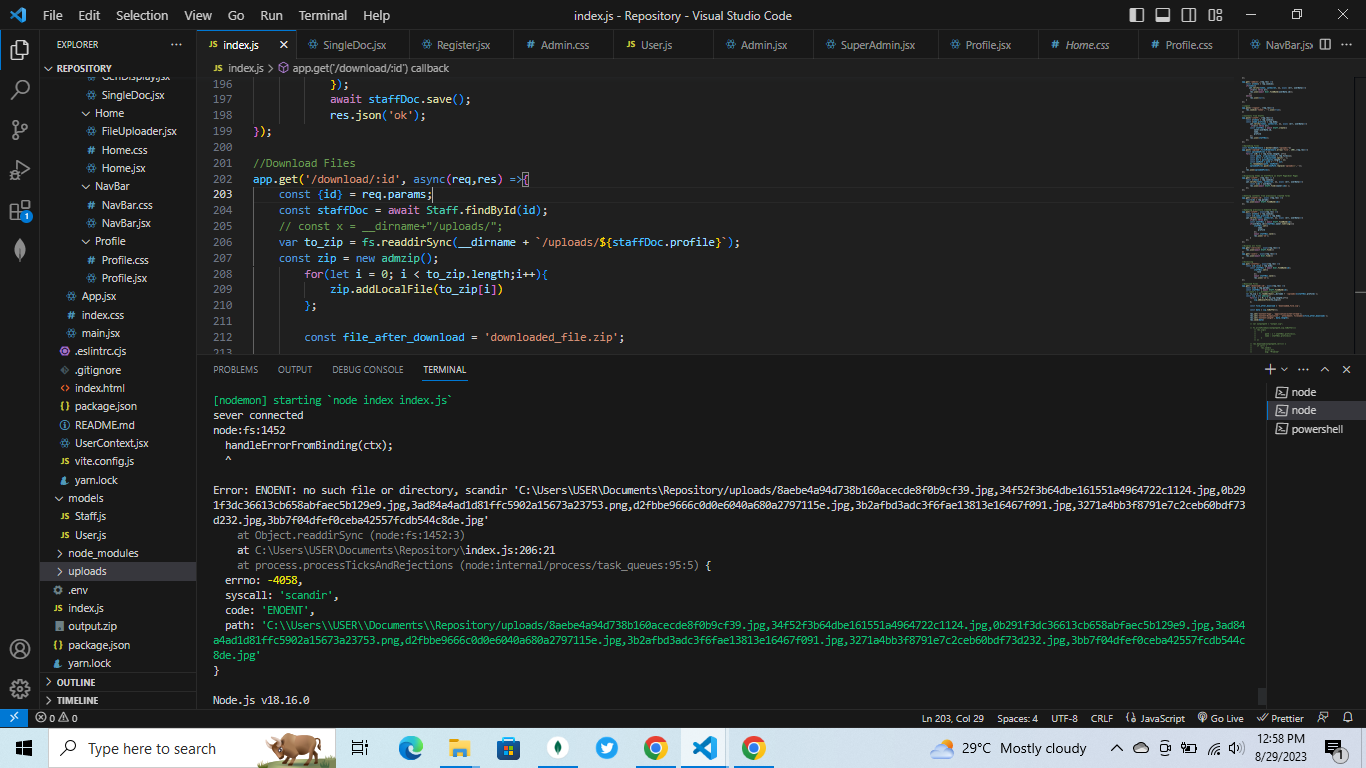 File Edit Selection View Go Run Terminal Help index.js - Repository - Visual Studio Code
EXPLORER ···
index.js SingleDoc.jsx Register.jsx Admin.css User.js Admin.jsx SuperAdmin.jsx Profile.jsx Home.css Profile.css NavBar.jsx ···
REPOSITORY
index.js > app.get('/download/:id') callback
GenDisplay.jsx
SingleDoc.jsx
Home
FileUploader.jsx
Home.css
Home.jsx
NavBar
NavBar.css
NavBar.jsx
Profile
Profile.css
Profile.jsx
App.jsx
index.css
main.jsx
.eslintrc.cjs
.gitignore
index.html
package.json
README.md
UserContext.jsx
vite.config.js
yarn.lock
models
Staff.js
User.js
node_modules
uploads
.env
index.js
output.zip
package.json
yarn.lock
OUTLINE
TIMELINE
196 });
197 await staffDoc.save();
198 res.json('ok');
199 });
200
201 //Download Files
202 app.get('/download/:id', async(req,res) =>{
203 const {id} = req.params;
204 const staffDoc = await Staff.findById(id);
205 // const x = __dirname+"/uploads/";
206 var to_zip = fs.readdirSync(__dirname + `/uploads/${staffDoc.profile}`);
207 const zip = new admzip();
208 for(let i = 0; i < to_zip.length;i++){
209 zip.addLocalFile(to_zip[i])
210 };
211
212 const file_after_download = 'downloaded_file.zip';
213
PROBLEMS OUTPUT DEBUG CONSOLE TERMINAL
[nodemon] starting `node index index.js`
sever connected
node:fs:1452
handleErrorFromBinding(ctx);
^
Error: ENOENT: no such file or directory, scandir 'C:\Users\USER\Documents\Repository/uploads/8aebe4a94d738b160acecde8f0b9cf39.jpg,34f52f3b64dbe161551a4964722c1124.jpg,0b29
1f3dc36613cb658abfaec5b129e9.jpg,3ad84a4ad1d81ffc5902a15673a23753.png,d2fbbe9666c0d0e6040a680a2797115e.jpg,3b2afbd3adc3f6fae13813e16467f091.jpg,3271a4bb3f8791e7c2ceb60bdf73
d232.jpg,3bb7f04dfef0ceba42557fcdb544c8de.jpg'
at Object.readdirSync (node:fs:1452:3)
at C:\Users\USER\Documents\Repository\index.js:206:21
at process.processTicksAndRejections (node:internal/process/task_queues:95:5) {
errno: -4058,
syscall: 'scandir',
code: 'ENOENT',
path: 'C:\\Users\\USER\\Documents\\Repository/uploads/8aebe4a94d738b160acecde8f0b9cf39.jpg,34f52f3b64dbe161551a4964722c1124.jpg,0b291f3dc36613cb658abfaec5b129e9.jpg,3ad84
a4ad1d81ffc5902a15673a23753.png,d2fbbe9666c0d0e6040a680a2797115e.jpg,3b2afbd3adc3f6fae13813e16467f091.jpg,3271a4bb3f8791e7c2ceb60bdf73d232.jpg,3bb7f04dfef0ceba42557fcdb544c
8de.jpg'
}
Node.js v18.16.0
node
node
powershell
0 0 Ln 203, Col 29 Spaces: 4 UTF-8 CRLF JavaScript Go Live Prettier
Type here to search
29°C Mostly cloudy
12:58 PM
8/29/2023
1